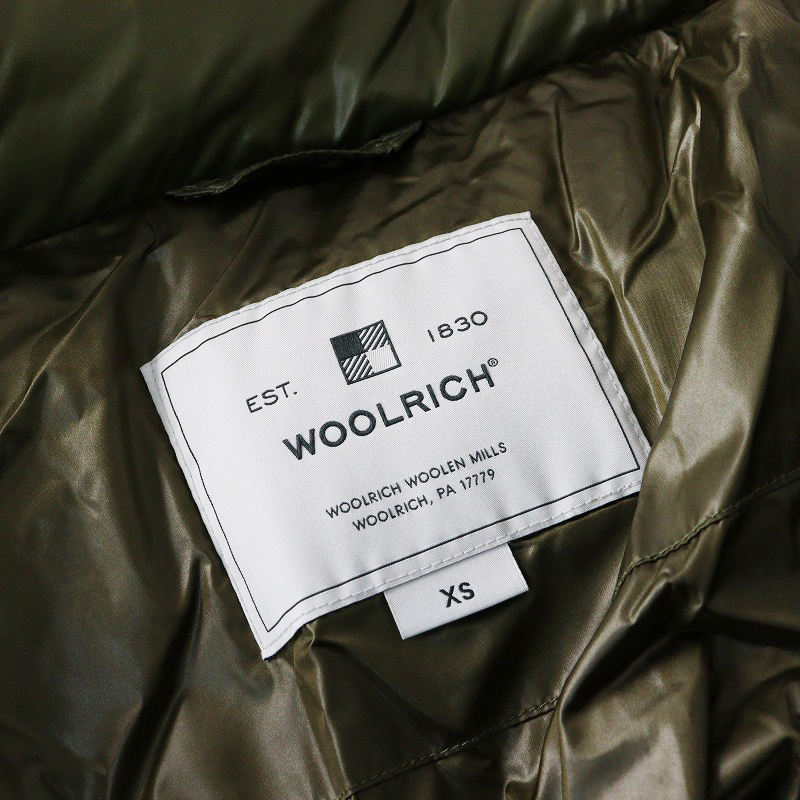 EST. 1830
WOOLRICH®
WOOLRICH WOOLEN MILLS
WOOLRICH, PA 17779
XS